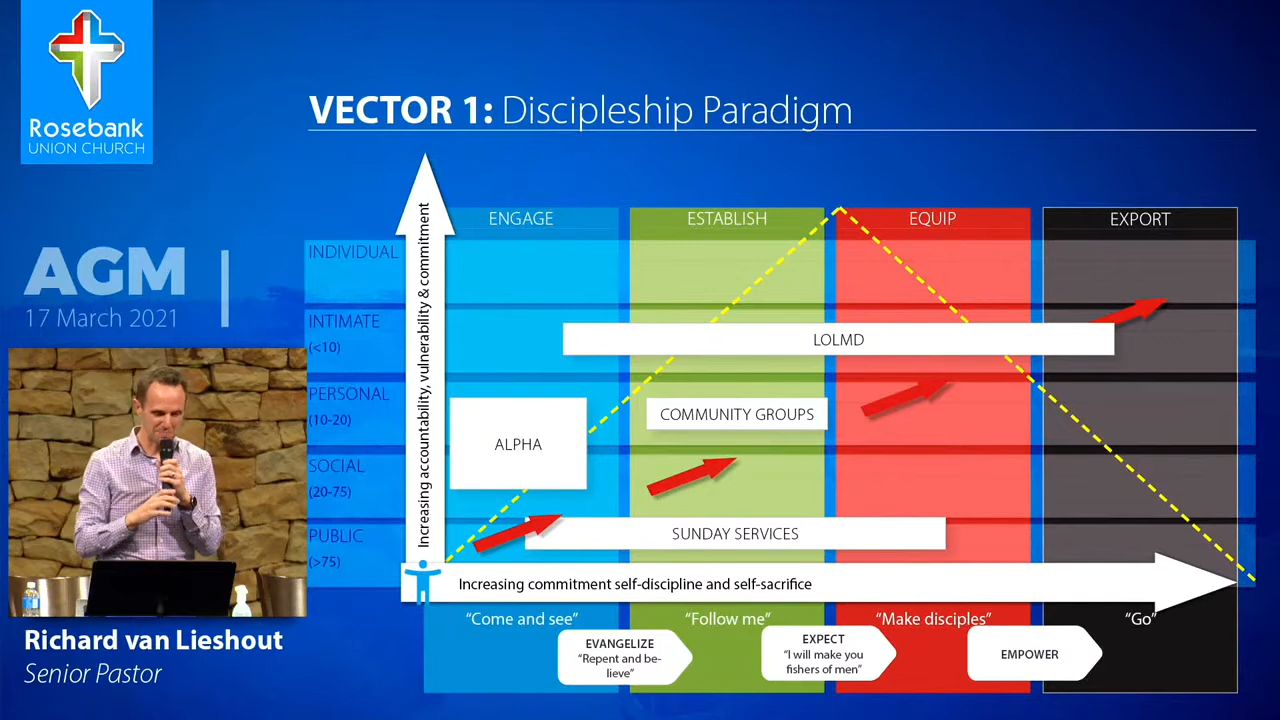 Rosebank
UNION CHURCH
VECTOR 1: Discipleship Paradigm
AGM
17 March 2021
ENGAGE
ESTABLISH
EQUIP
EXPORT
INDIVIDUAL
INTIMATE
(<10)
PERSONAL
(10-20)
SOCIAL
(20-75)
PUBLIC
(>75)
Increasing accountability, vulnerability & commitment
LOLMD
COMMUNITY GROUPS
ALPHA
SUNDAY SERVICES
Increasing commitment self-discipline and self-sacrifice
“Come and see”
“Follow me”
“Make disciples”
“Go”
EVANGELIZE
“Repent and be-
lieve”
EXPECT
“I will make you
fishers of men”
EMPOWER
Richard van Lieshout
Senior Pastor